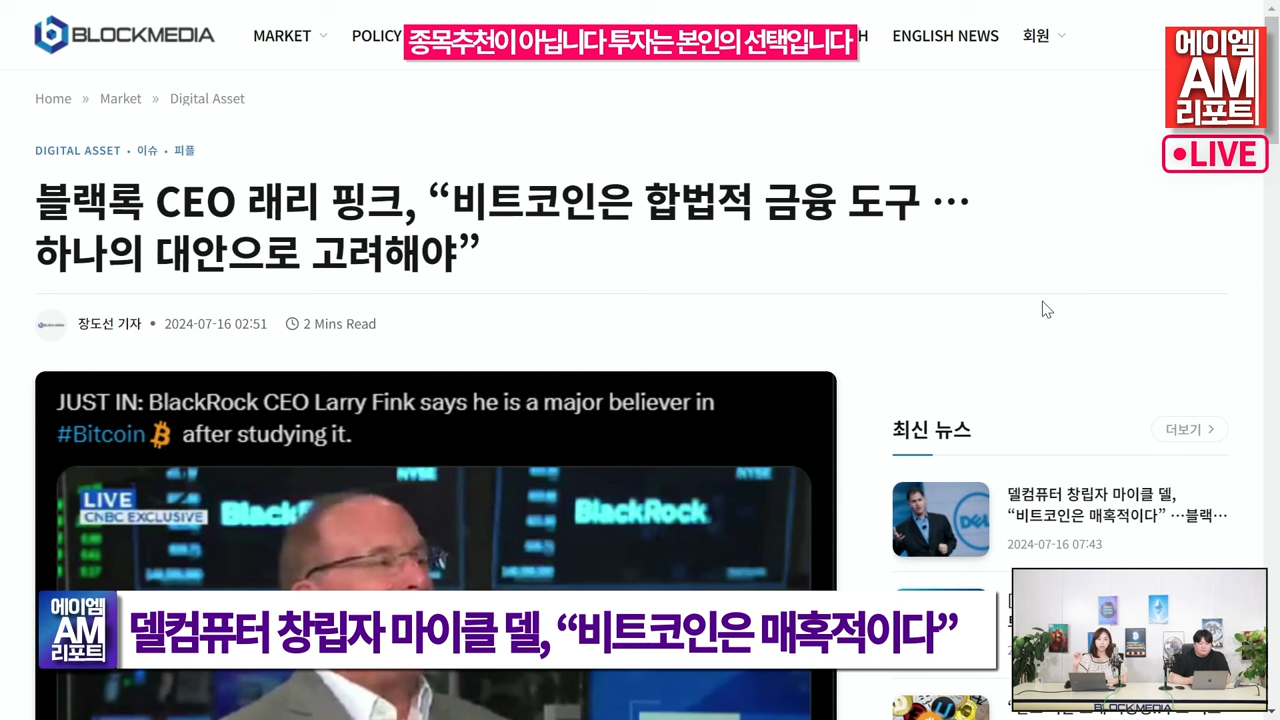 BLOCKMEDIA
MARKET
POLICY
종목추천이 아닙니다 투자는 본인의 선택입니다
H
ENGLISH NEWS
회원
에이엠
AM
리포트
LIVE
Home » Market » Digital Asset
DIGITAL ASSET • 이슈 • 피플
블랙록 CEO 래리 핑크, “비트코인은 합법적 금융 도구 …
하나의 대안으로 고려해야”
장도선 기자 • 2024-07-16 02:51 2 Mins Read
JUST IN: BlackRock CEO Larry Fink says he is a major believer in
#Bitcoin after studying it.
최신 뉴스
더보기
NYSE
NYSE
LIVE
CNBC EXCLUSIVE
BlackR
BlackRock
DELL
델컴퓨터 창립자 마이클 델,
“비트코인은 매혹적이다” …블랙…
2024-07-16 07:43
에이엠
AM
리포트
델컴퓨터 창립자 마이클 델, “비트코인은 매혹적이다”
BLOCKMEDIA